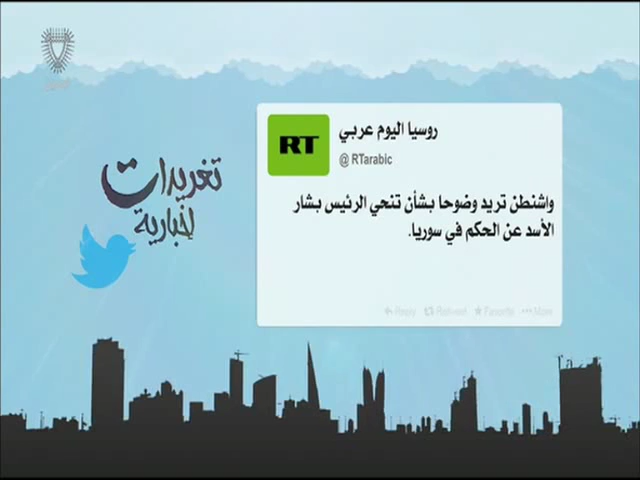 تغريدات
إخبارية
RT
روسيا اليوم عربي
@RTarabic
واشنطن تريد وضوحا بشأن تنحي الرئيس بشار
الأسد عن الحكم في سوريا.
Reply Retweet Favorite More